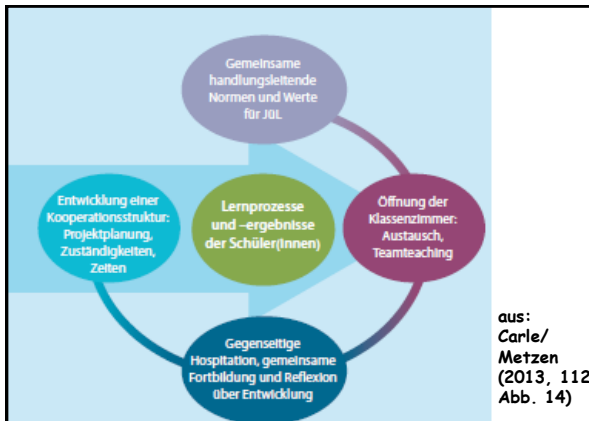 Gemeinsame
handlungsleitende
Normen und Werte
für JüL
Entwicklung einer
Kooperationsstruktur:
Projektplanung,
Zuständigkeiten,
Zeiten
Lernprozesse
und –ergebnisse
der Schüler(innen)
Öffnung der
Klassenzimmer:
Austausch,
Teamteaching
Gegenseitige
Hospitation, gemeinsame
Fortbildung und Reflexion
über Entwicklung
aus:
Carle/
Metzen
(2013, 112
Abb. 14)